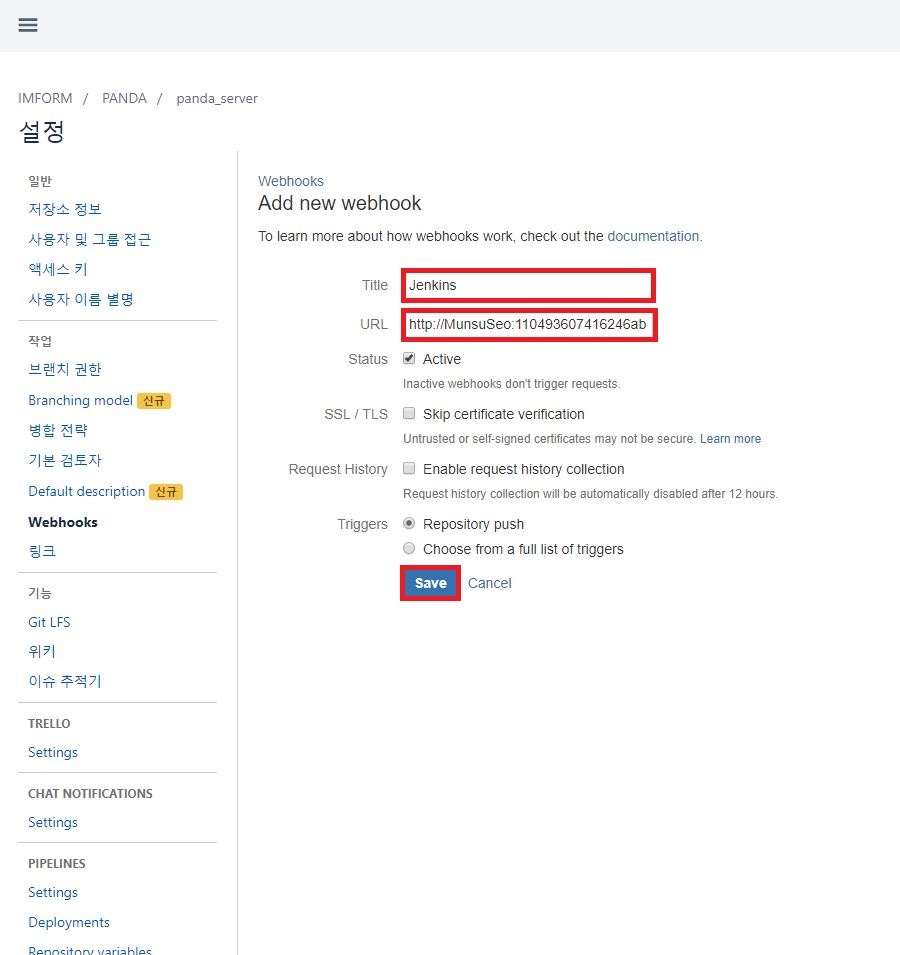 IMFORM / PANDA / panda_server
설정
일반
저장소 정보
사용자 및 그룹 접근
액세스 키
사용자 이름 별명
작업
브랜치 권한
Branching model 신규
병합 전략
기본 검토자
Default description 신규
Webhooks
링크
기능
Git LFS
위키
이슈 추적기
TRELLO
Settings
CHAT NOTIFICATIONS
Settings
PIPELINES
Settings
Deployments
Repository variables
Webhooks
Add new webhook
To learn more about how webhooks work, check out the documentation.
Title Jenkins
URL http://MunsuSeo:110493607416246ab
Status Active
Inactive webhooks don't trigger requests.
SSL / TLS Skip certificate verification
Untrusted or self-signed certificates may not be secure. Learn more
Request History Enable request history collection
Request history collection will be automatically disabled after 12 hours.
Triggers Repository push
Choose from a full list of triggers
Save Cancel